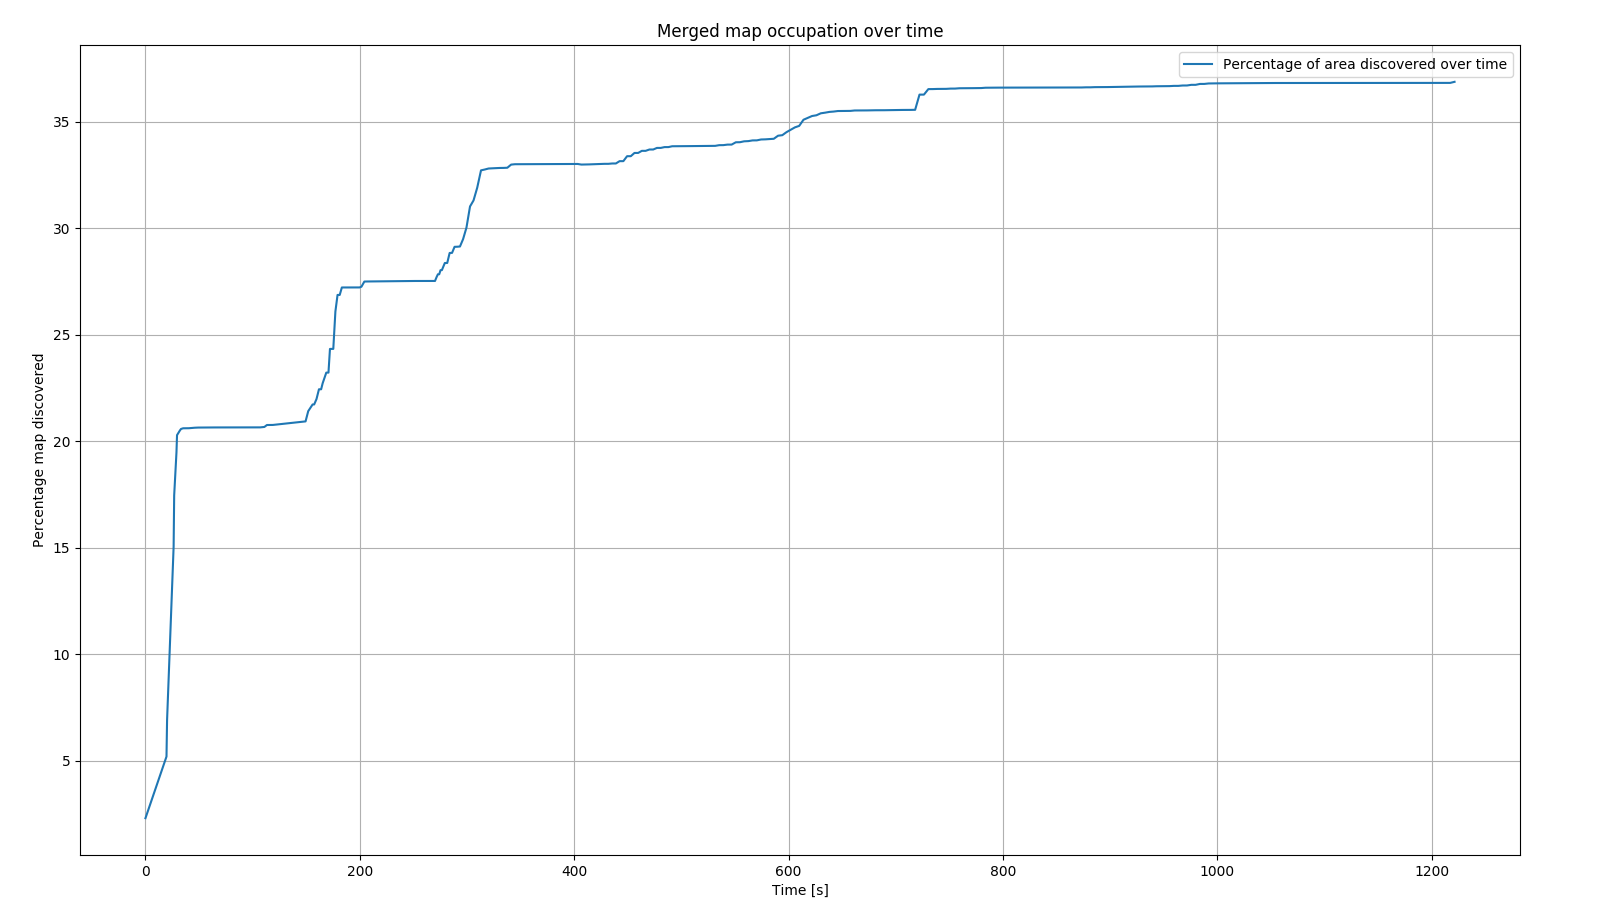 Merged map occupation over time
Percentage of area discovered over time
Percentage map discovered
35
30
25
20
15
10
5
0 200 400 600 800 1000 1200
Time [s]